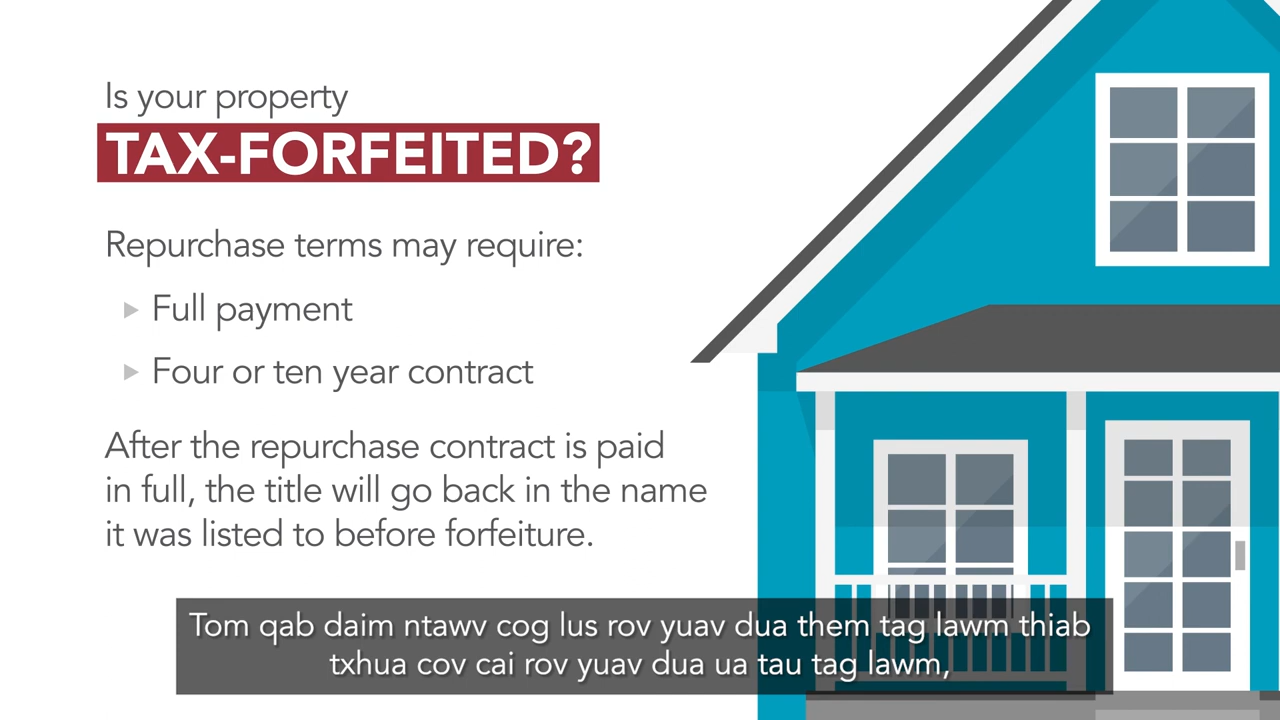 Is your property
TAX-FORFEITED?
Repurchase terms may require:
Full payment
Four or ten year contract
After the repurchase contract is paid
in full, the title will go back in the name
it was listed to before forfeiture.
Tom qab daim ntawv cog lus rov yuav dua them tag lawm thiab
txhua cov cai rov yuav dua ua tau tag lawm,